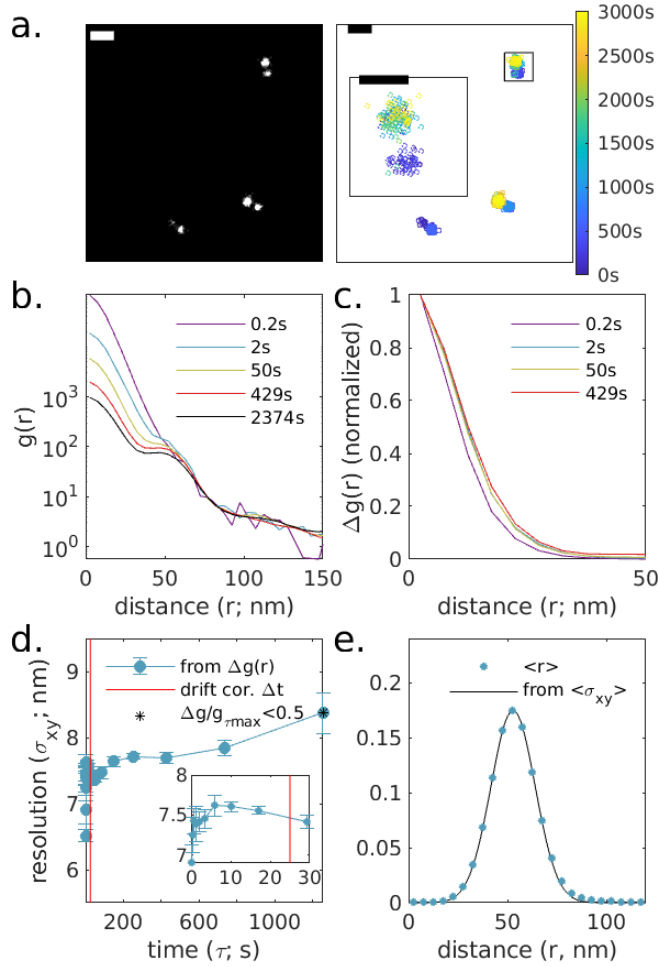 a.
3000s
2500s
2000s
1500s
1000s
500s
0s
b.
g(r)
10³
10²
10¹
10⁰
0.2s
2s
50s
429s
2374s
0
50
100
150
distance (r; nm)
c.
Δg(r) (normalized)
1
0.8
0.6
0.4
0.2
0
0.2s
2s
50s
429s
0
50
distance (r; nm)
d.
resolution (σxy; nm)
9
8
7
6
from Δg(r)
drift cor. Δt
Δg/gτmax<0.5
8
7.5
7
0
10
20
30
200
600
1000
time (τ; s)
e.
0.2
0.15
0.1
0.05
0
<r>
from <σxy>
0
50
100
distance (r, nm)